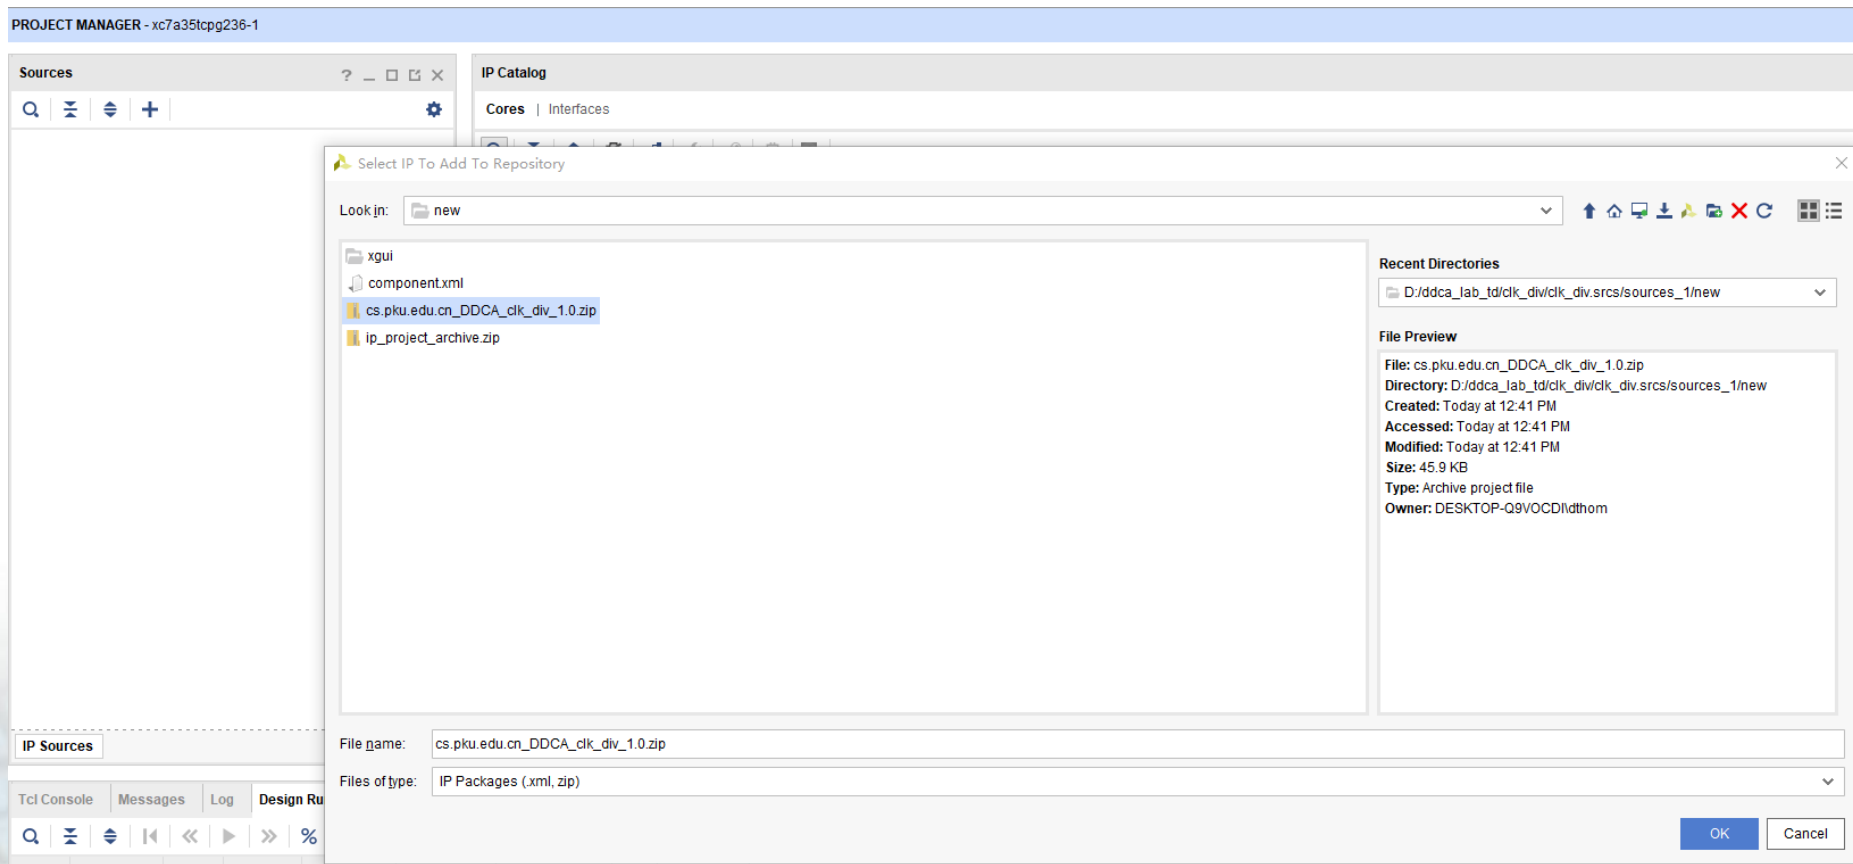 PROJECT MANAGER - xc7a35tcpg236-1
Sources
IP Catalog
Cores | Interfaces
Select IP To Add To Repository
Look in: new
xgui
component.xml
cs.pku.edu.cn_DDCA_clk_div_1.0.zip
ip_project_archive.zip
Recent Directories
D:/ddca_lab_td/clk_div/clk_div.srcs/sources_1/new
File Preview
File: cs.pku.edu.cn_DDCA_clk_div_1.0.zip
Directory: D:/ddca_lab_td/clk_div/clk_div.srcs/sources_1/new
Created: Today at 12:41 PM
Accessed: Today at 12:41 PM
Modified: Today at 12:41 PM
Size: 45.9 KB
Type: Archive project file
Owner: DESKTOP-Q9VOCDI\dthom
File name: cs.pku.edu.cn_DDCA_clk_div_1.0.zip
Files of type: IP Packages (.xml, zip)
OK Cancel
IP Sources
Tcl Console Messages Log Design Ru